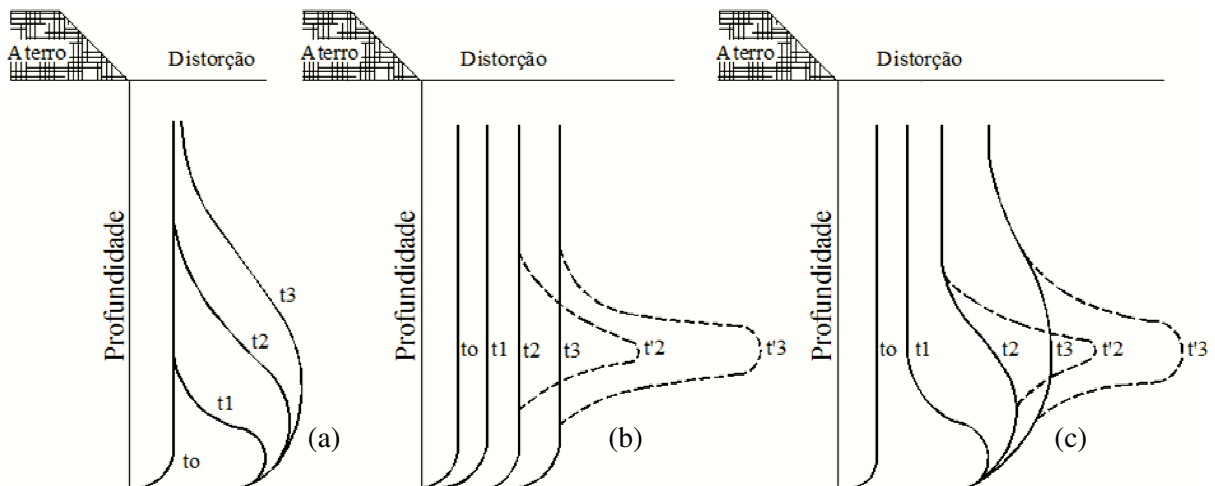 Aterro
Distorção
Profundidade
to
t1
t2
t3
(a)
Aterro
Distorção
Profundidade
to
t1
t2
t3
t'2
t'3
(b)
Aterro
Distorção
Profundidade
to
t1
t2
t3
t'2
t'3
(c)